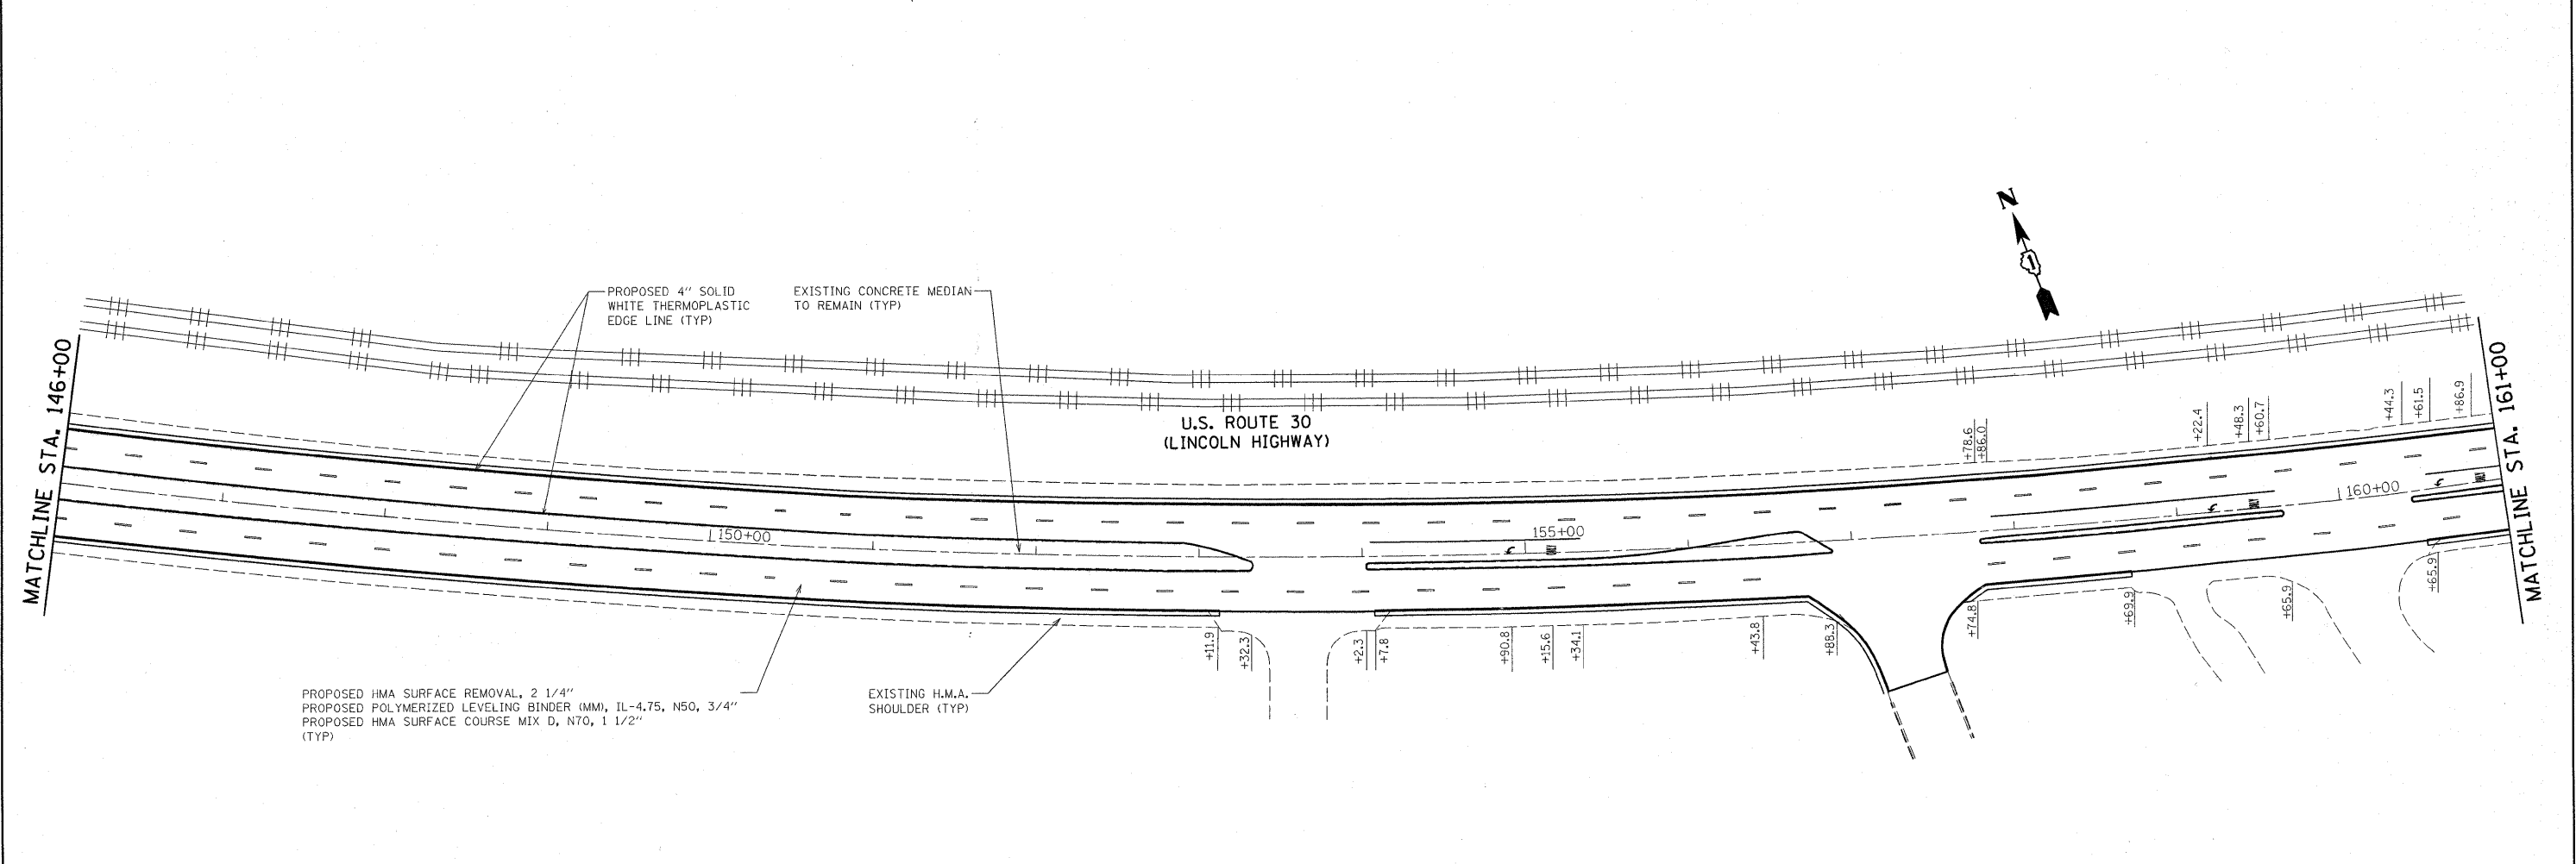 N
PROPOSED 4" SOLID
WHITE THERMOPLASTIC
EDGE LINE (TYP)
EXISTING CONCRETE MEDIAN
TO REMAIN (TYP)
MATCHLINE STA. 146+00
U.S. ROUTE 30
(LINCOLN HIGHWAY)
MATCHLINE STA. 161+00
+78.6
+86.0
+22.4
+48.3
+60.7
+44.3
+61.5
+86.9
150+00
155+00
160+00
+11.9
+32.3
+2.3
+7.8
+90.8
+15.6
+34.1
+43.8
+88.3
+74.8
+69.9
+65.9
+65.9
PROPOSED HMA SURFACE REMOVAL, 2 1/4"
PROPOSED POLYMERIZED LEVELING BINDER (MM), IL-4.75, N50, 3/4"
PROPOSED HMA SURFACE COURSE MIX D, N70, 1 1/2"
(TYP)
EXISTING H.M.A.
SHOULDER (TYP)